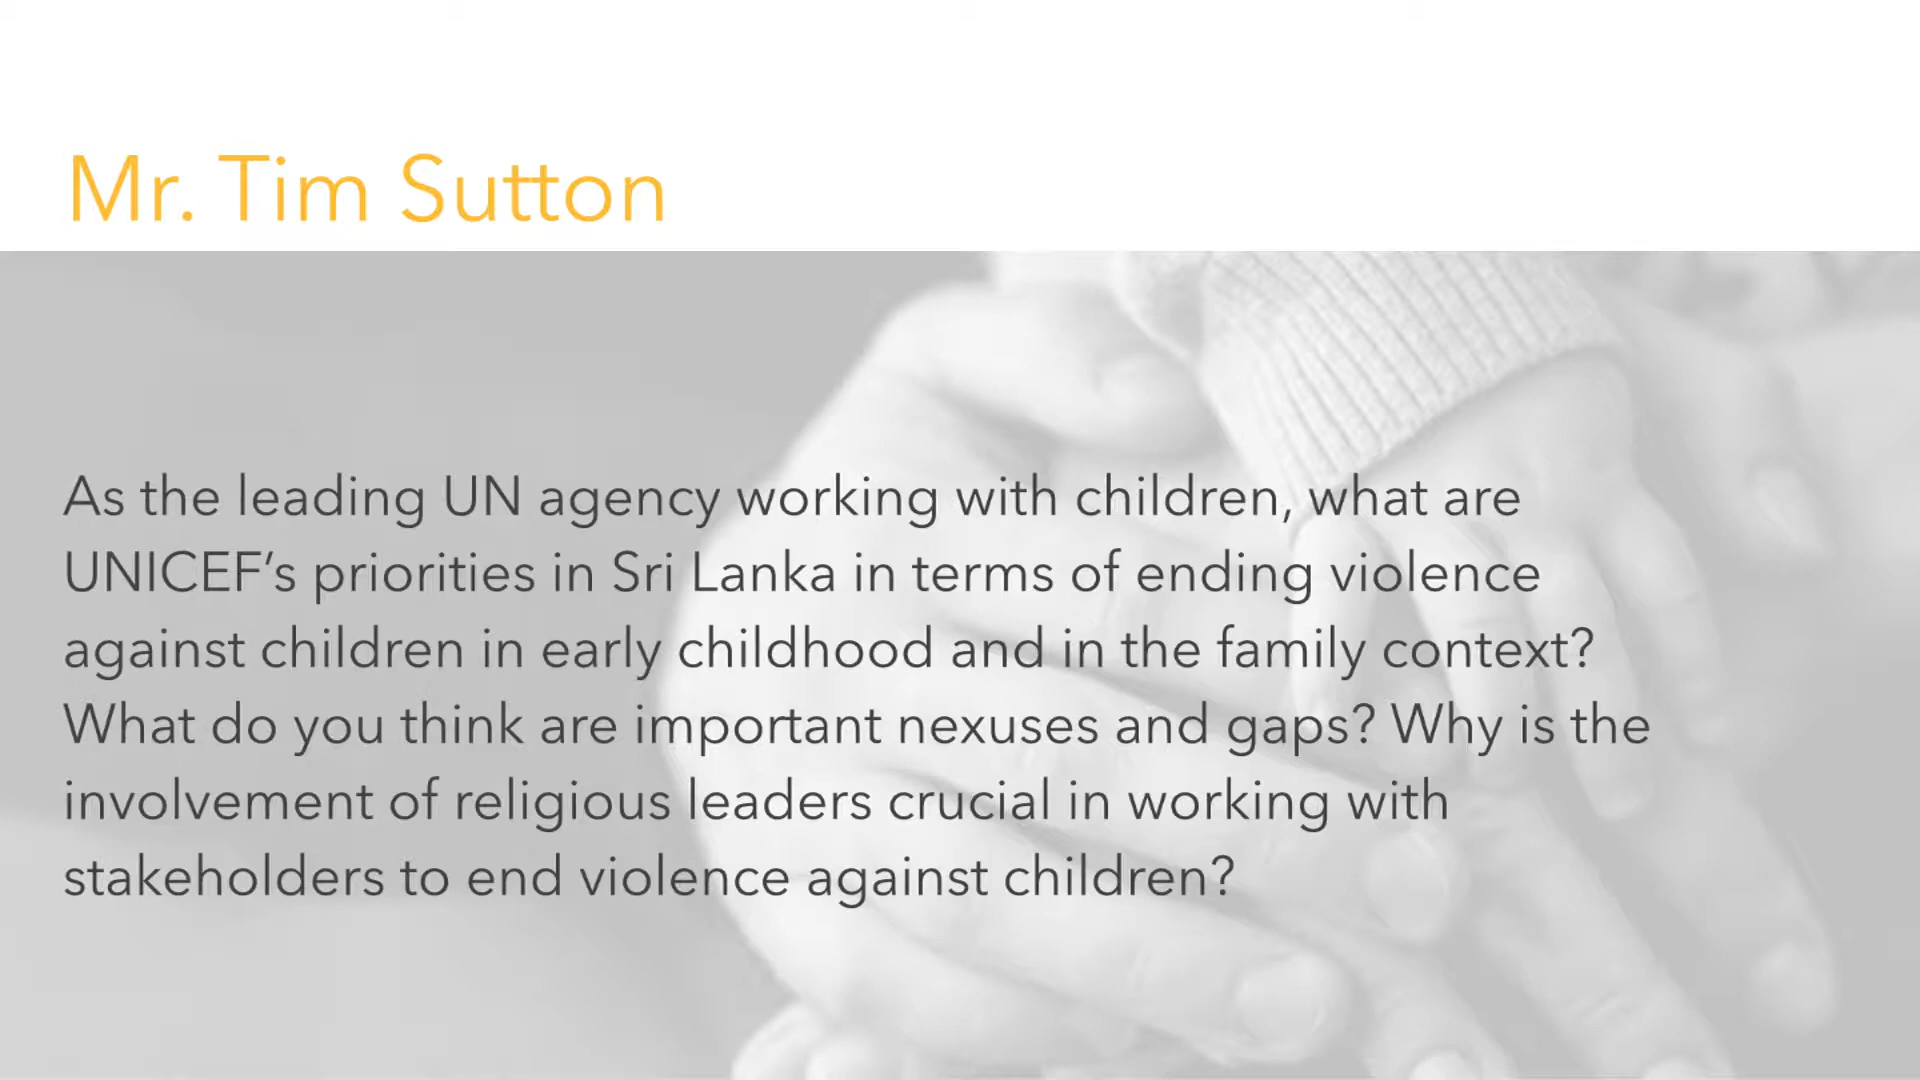 Mr. Tim Sutton
As the leading UN agency working with children, what are
UNICEF’s priorities in Sri Lanka in terms of ending violence
against children in early childhood and in the family context?
What do you think are important nexuses and gaps? Why is the
involvement of religious leaders crucial in working with
stakeholders to end violence against children?